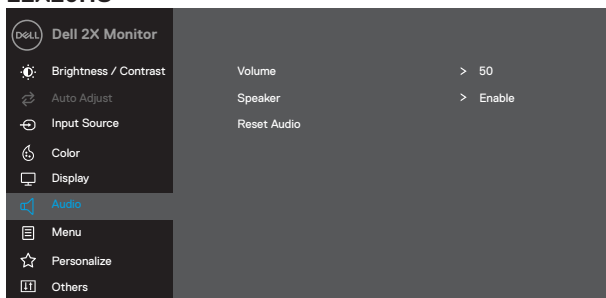 DELL
Dell 2X Monitor
Brightness / Contrast
Volume > 50
Auto Adjust
Speaker > Enable
Input Source
Reset Audio
Color
Display
Audio
Menu
Personalize
Others